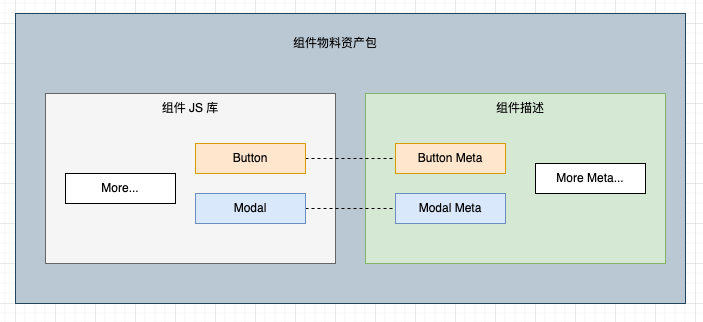 组件物料资产包
组件 JS 库
组件描述
Button
Button Meta
More...
More Meta...
Modal
Modal Meta